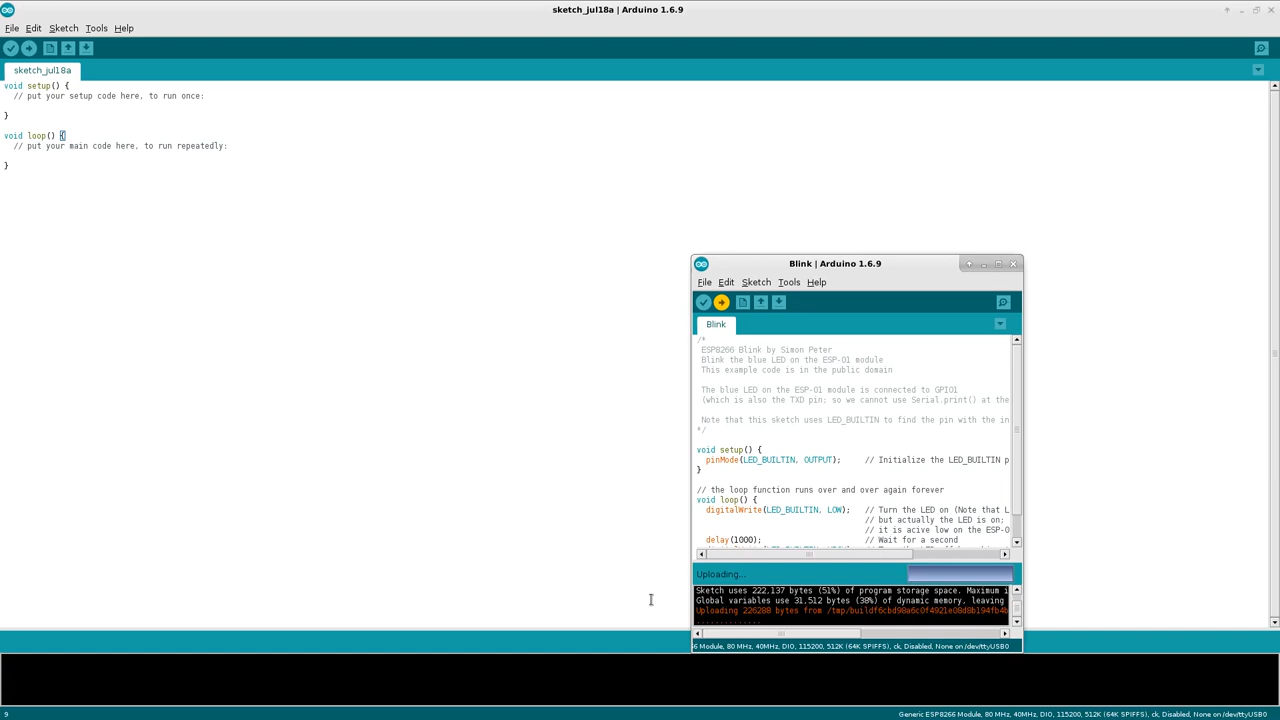 sketch_jul18a | Arduino 1.6.9
File Edit Sketch Tools Help
sketch_jul18a
void setup() {
// put your setup code here, to run once:
}
void loop() {
// put your main code here, to run repeatedly:
}
Blink | Arduino 1.6.9
File Edit Sketch Tools Help
Blink
/*
ESP8266 Blink by Simon Peter
Blink the blue LED on the ESP-01 module
This example code is in the public domain
The blue LED on the ESP-01 module is connected to GPIO1
(which is also the TXD pin; so we cannot use Serial.print() at the
Note that this sketch uses LED_BUILTIN to find the pin with the in
*/
void setup() {
pinMode(LED_BUILTIN, OUTPUT); // Initialize the LED_BUILTIN p
}
// the loop function runs over and over again forever
void loop() {
digitalWrite(LED_BUILTIN, LOW); // Turn the LED on (Note that L
// but actually the LED is on;
// it is acive low on the ESP-0
delay(1000); // Wait for a second
Uploading...
Sketch uses 222,137 bytes (51%) of program storage space. Maximum i
Global variables use 31,512 bytes (38%) of dynamic memory, leaving
Uploading 226288 bytes from
..............
6 Module, 80 MHz, 40MHz, DIO, 115200, 512K (64K SPIFFS), ck, Disabled, None on /dev/ttyUSB0
9
Generic ESP8266 Module, 80 MHz, 40MHz, DIO, 115200, 512K (64K SPIFFS), ck, Disabled, None on /dev/ttyUSB0